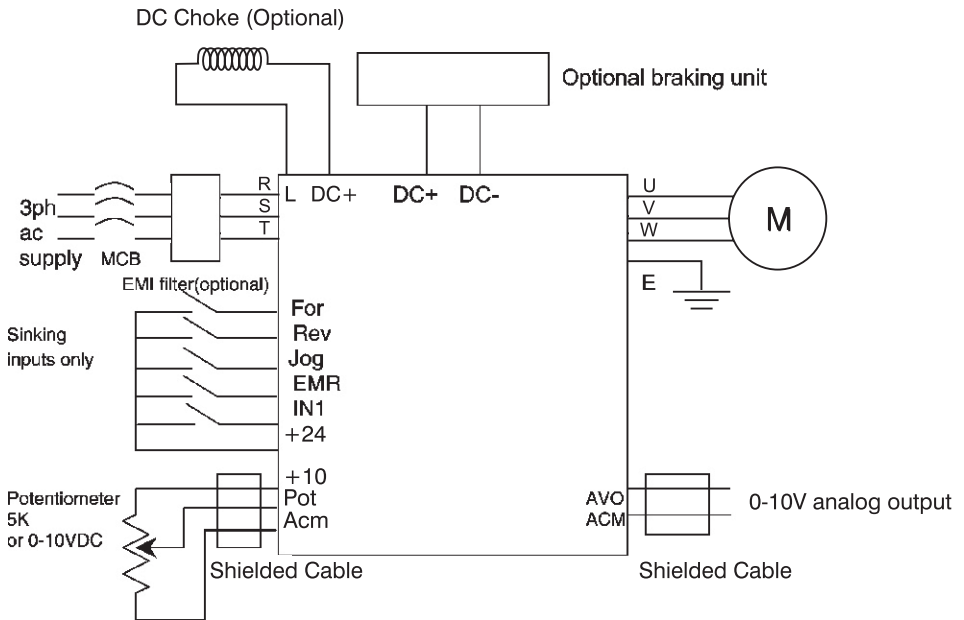 DC Choke (Optional)
Optional braking unit
R
S
T
L DC+ DC+ DC-
U
V
W
E
M
3ph
ac
supply
MCB
EMI filter(optional)
Sinking
inputs only
For
Rev
Jog
EMR
IN1
+24
+10
Pot
Acm
Potentiometer
5K
or 0-10VDC
Shielded Cable
AVO
ACM
0-10V analog output
Shielded Cable